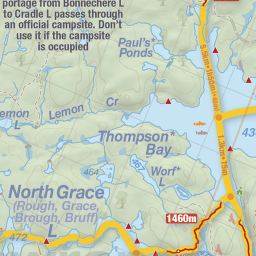 portage from Bonnechere L
to Cradle L passes through
an official campsite. Don't
use it if the campsite
is occupied
Paul's*
Ponds
Lemon Cr
Lemon
L
Thompson*
Bay
464
467
Worf*
L
North Grace
(Rough, Grace,
Brough, Bruff)
L
1460m
472